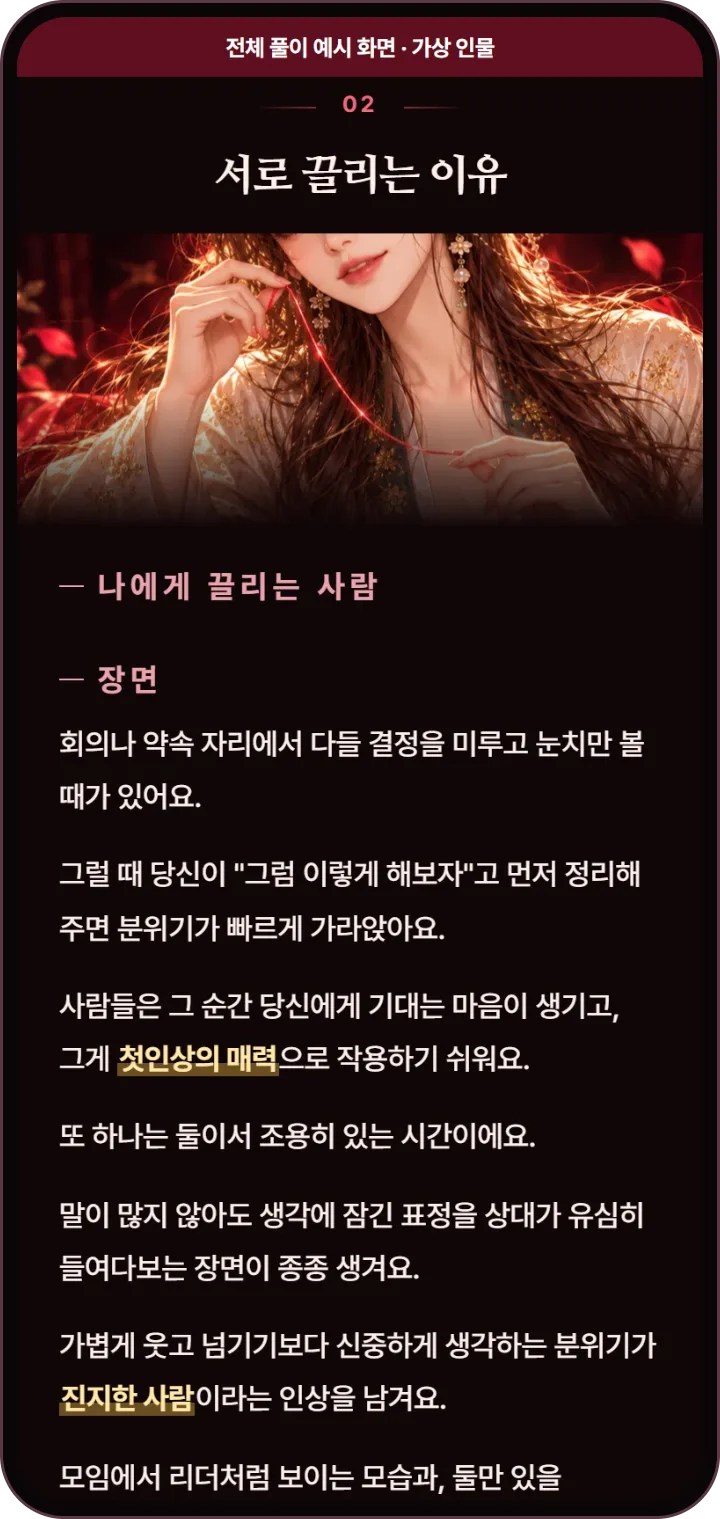 전체 풀이 예시 화면 · 가상 인물
02
서로 끌리는 이유
— 나에게 끌리는 사람
— 장면
회의나 약속 자리에서 다들 결정을 미루고 눈치만 볼
때가 있어요.
그럴 때 당신이 "그럼 이렇게 해보자"고 먼저 정리해
주면 분위기가 빠르게 가라앉아요.
사람들은 그 순간 당신에게 기대는 마음이 생기고,
그게 첫인상의 매력으로 작용하기 쉬워요.
또 하나는 둘이서 조용히 있는 시간이에요.
말이 많지 않아도 생각에 잠긴 표정을 상대가 유심히
들여다보는 장면이 종종 생겨요.
가볍게 웃고 넘기기보다 신중하게 생각하는 분위기가
진지한 사람이라는 인상을 남겨요.
모임에서 리더처럼 보이는 모습과, 둘만 있을